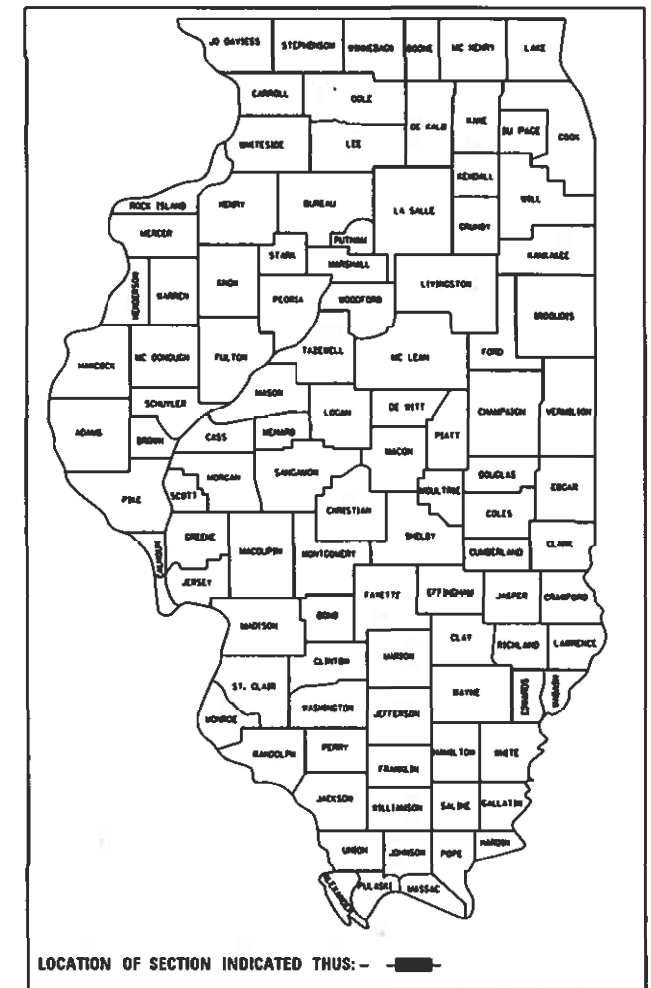 JO DAVIESS STEPHENSON WINNEBAGO BOONE MC HENRY LAKE
CARROLL OGLE DE KALB KANE DU PAGE COOK
WHITESIDE LEE
KENDALL WILL
ROCK ISLAND HENRY BUREAU LA SALLE GRUNDY
MERCER PUTNAM
STARK MARSHALL KANKAKEE
HENDERSON WARREN KNOX PEORIA WOODFORD LIVINGSTON IROQUOIS
HANCOCK MC DONOUGH FULTON TAZEWELL MC LEAN FORD
MASON
SCHUYLER LOGAN DE WITT CHAMPAIGN VERMILION
ADAMS BROWN CASS MENARD PIATT
MACON
PIKE SCOTT MORGAN SANGAMON MOULTRIE DOUGLAS EDGAR
CHRISTIAN COLES
GREENE MACOUPIN MONTGOMERY SHELBY CUMBERLAND CLARK
CALHOUN JERSEY FAYETTE EFFINGHAM JASPER CRAWFORD
MADISON BOND
CLAY RICHLAND LAWRENCE
CLINTON MARION
ST. CLAIR WAYNE EDWARDS WABASH
MONROE WASHINGTON JEFFERSON
RANDOLPH PERRY HAMILTON WHITE
FRANKLIN
JACKSON WILLIAMSON SALINE GALLATIN
UNION JOHNSON POPE HARDIN
ALEXANDER PULASKI MASSAC
LOCATION OF SECTION INDICATED THUS:-